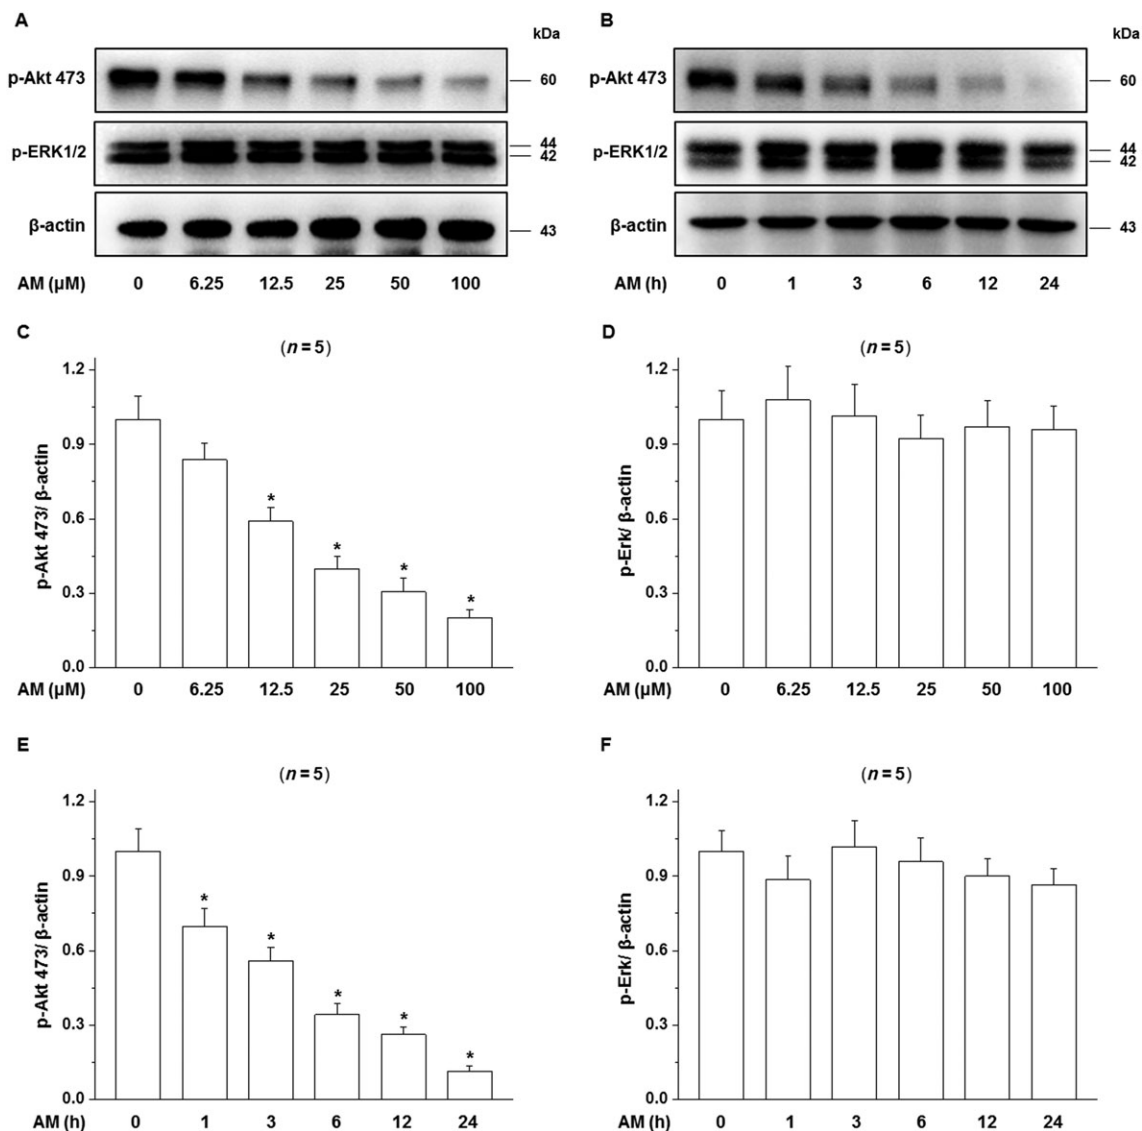 A
B
kDa
kDa
p-Akt 473
60
p-Akt 473
60
p-ERK1/2
44
42
p-ERK1/2
44
42
β-actin
43
β-actin
43
AM (µM) 0 6.25 12.5 25 50 100
AM (h) 0 1 3 6 12 24
C
(n = 5)
1.2
0.9
0.6
0.3
0.0
p-Akt 473/ β-actin
* * * *
AM (µM) 0 6.25 12.5 25 50 100
D
(n = 5)
1.2
0.9
0.6
0.3
0.0
p-Erk/ β-actin
AM (µM) 0 6.25 12.5 25 50 100
E
(n = 5)
1.2
0.9
0.6
0.3
0.0
p-Akt 473/ β-actin
* * * * *
AM (h) 0 1 3 6 12 24
F
(n = 5)
1.2
0.9
0.6
0.3
0.0
p-Erk/ β-actin
AM (h) 0 1 3 6 12 24